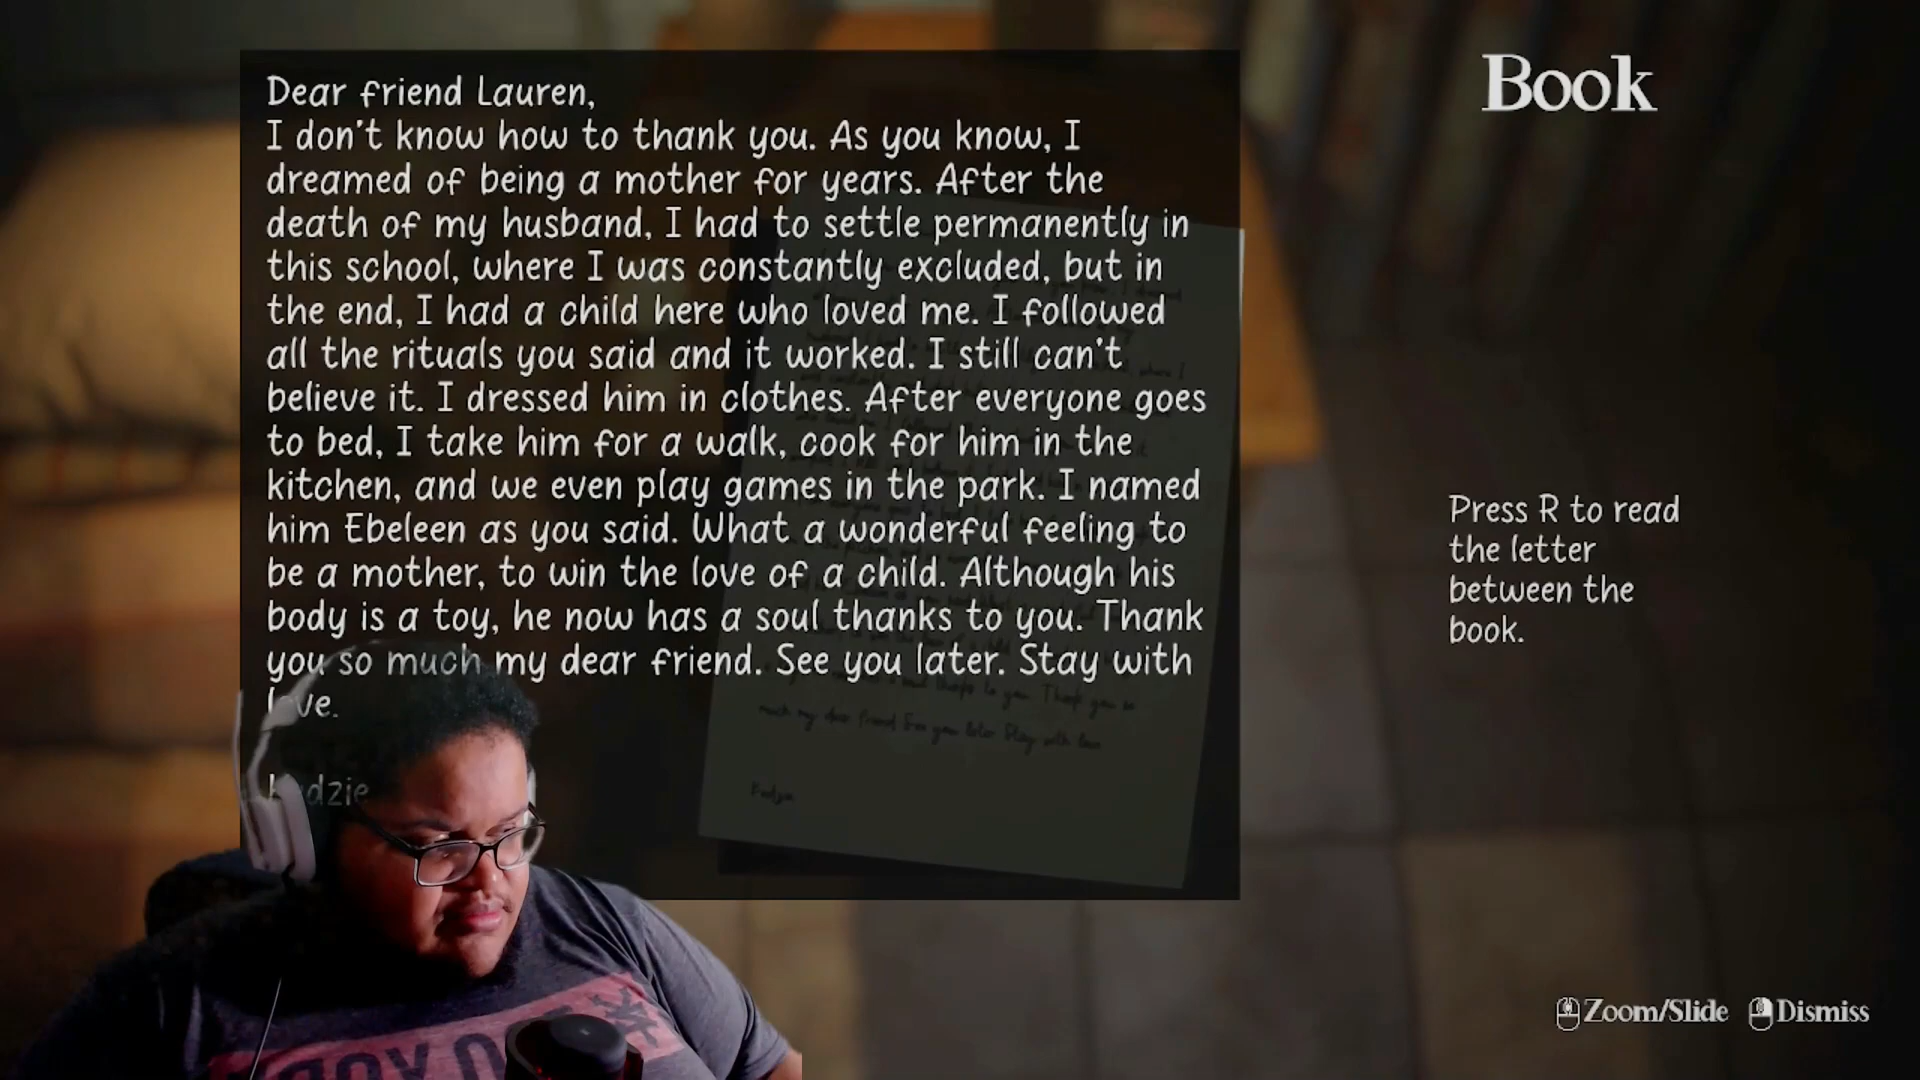 Book
Dear friend Lauren,
I don't know how to thank you. As you know, I
dreamed of being a mother for years. After the
death of my husband, I had to settle permanently in
this school, where I was constantly excluded, but in
the end, I had a child here who loved me. I followed
all the rituals you said and it worked. I still can't
believe it. I dressed him in clothes. After everyone goes
to bed, I take him for a walk, cook for him in the
kitchen, and we even play games in the park. I named
him Ebeleen as you said. What a wonderful feeling to
be a mother, to win the love of a child. Although his
body is a toy, he now has a soul thanks to you. Thank
you so much my dear friend. See you later. Stay with
love.
Press R to read
the letter
between the
book.
Zoom/Slide Dismiss